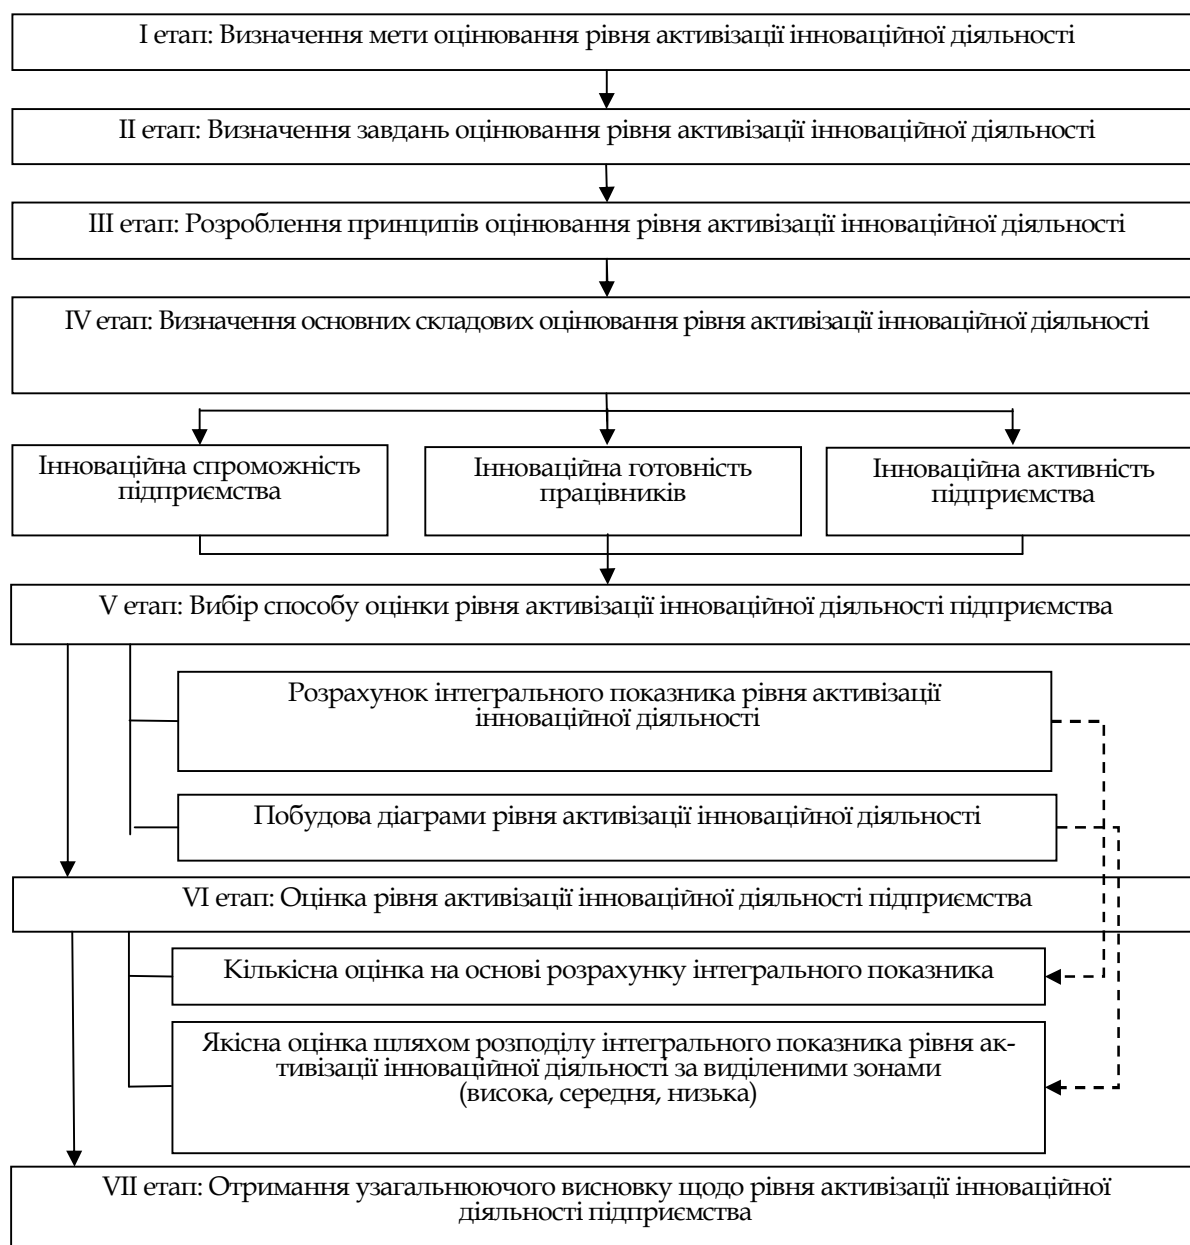 I етап: Визначення мети оцінювання рівня активізації інноваційної діяльності
II етап: Визначення завдань оцінювання рівня активізації інноваційної діяльності
III етап: Розроблення принципів оцінювання рівня активізації інноваційної діяльності
IV етап: Визначення основних складових оцінювання рівня активізації інноваційної діяльності
Інноваційна спроможність
підприємства
Інноваційна готовність
працівників
Інноваційна активність
підприємства
V етап: Вибір способу оцінки рівня активізації інноваційної діяльності підприємства
Розрахунок інтегрального показника рівня активізації
інноваційної діяльності
Побудова діаграми рівня активізації інноваційної діяльності
VI етап: Оцінка рівня активізації інноваційної діяльності підприємства
Кількісна оцінка на основі розрахунку інтегрального показника
Якісна оцінка шляхом розподілу інтегрального показника рівня ак-
тивізації інноваційної діяльності за виділеними зонами
(висока, середня, низька)
VII етап: Отримання узагальнюючого висновку щодо рівня активізації інноваційної
діяльності підприємства